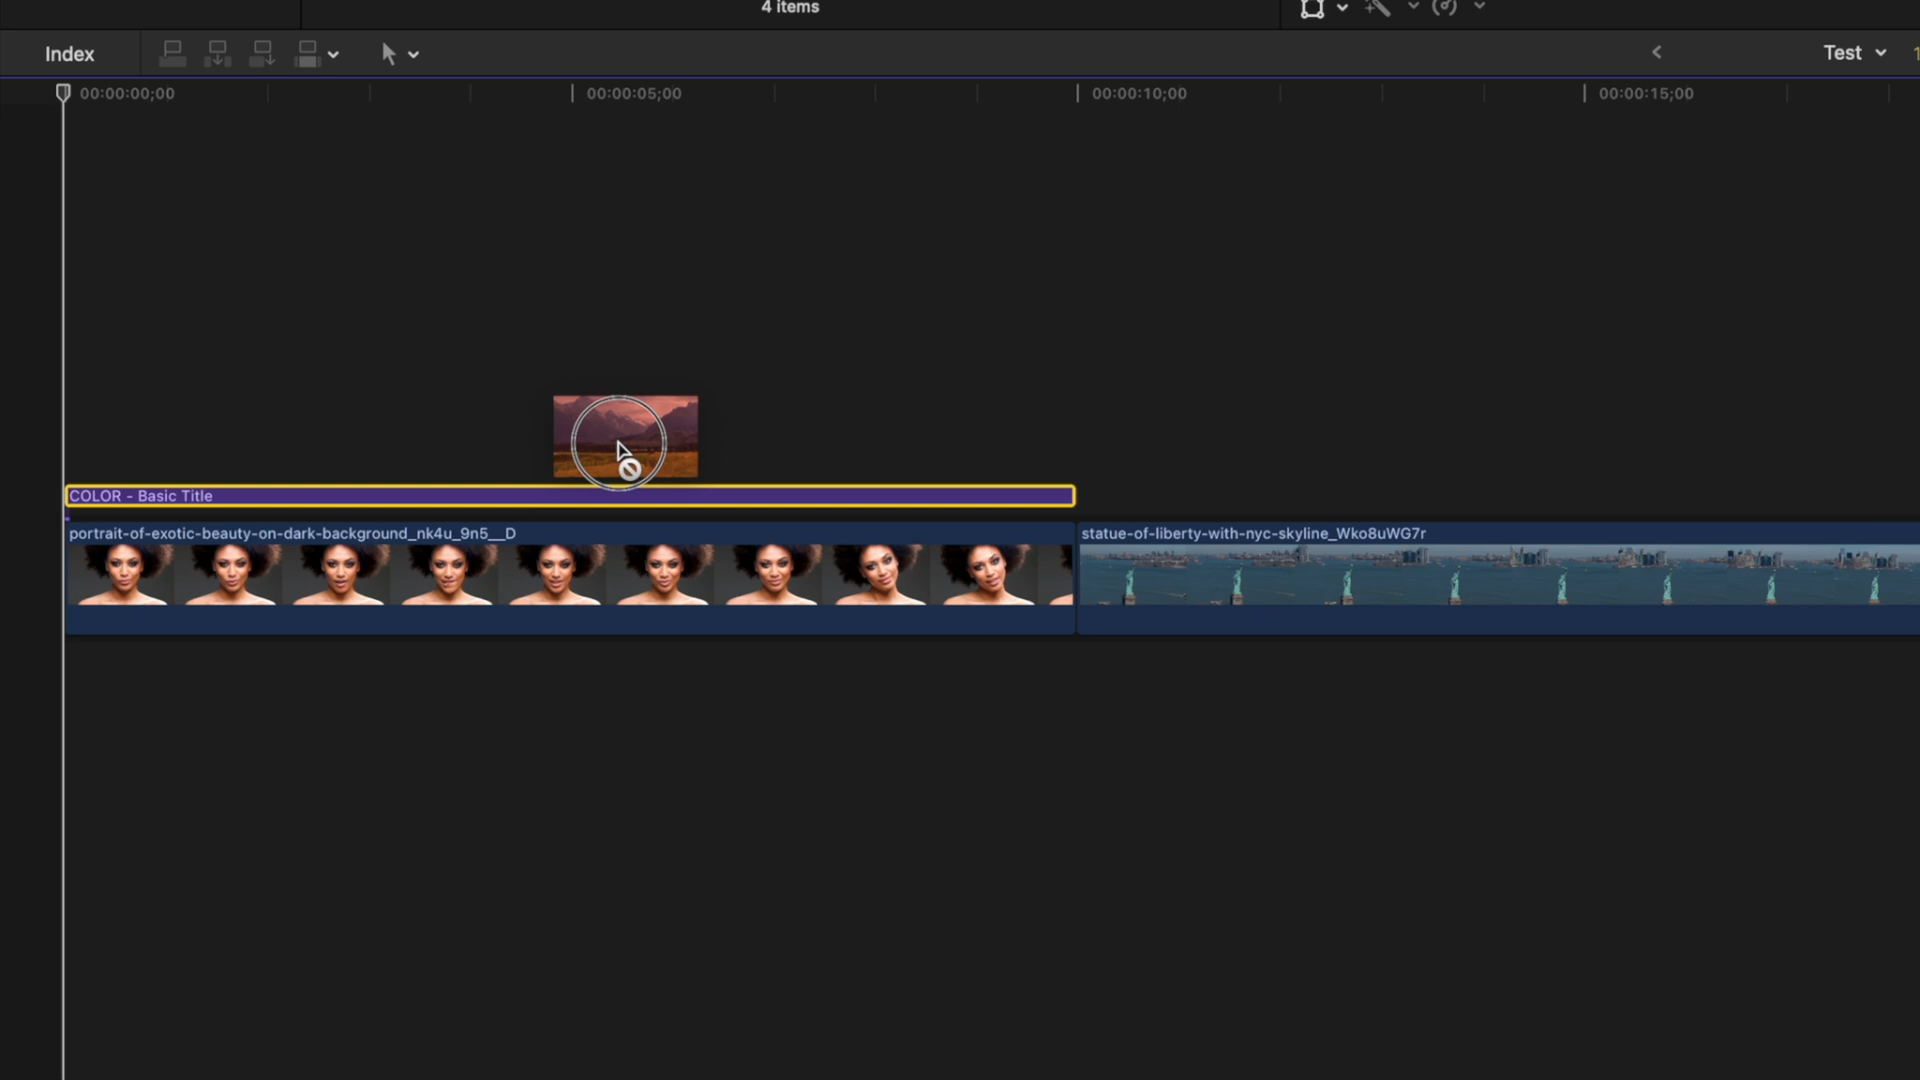 4 items
Index
Test
1
00:00:00;00
00:00:05;00
00:00:10;00
00:00:15;00
COLOR - Basic Title
portrait-of-exotic-beauty-on-dark-background_nk4u_9n5__D
statue-of-liberty-with-nyc-skyline_Wko8uWG7r